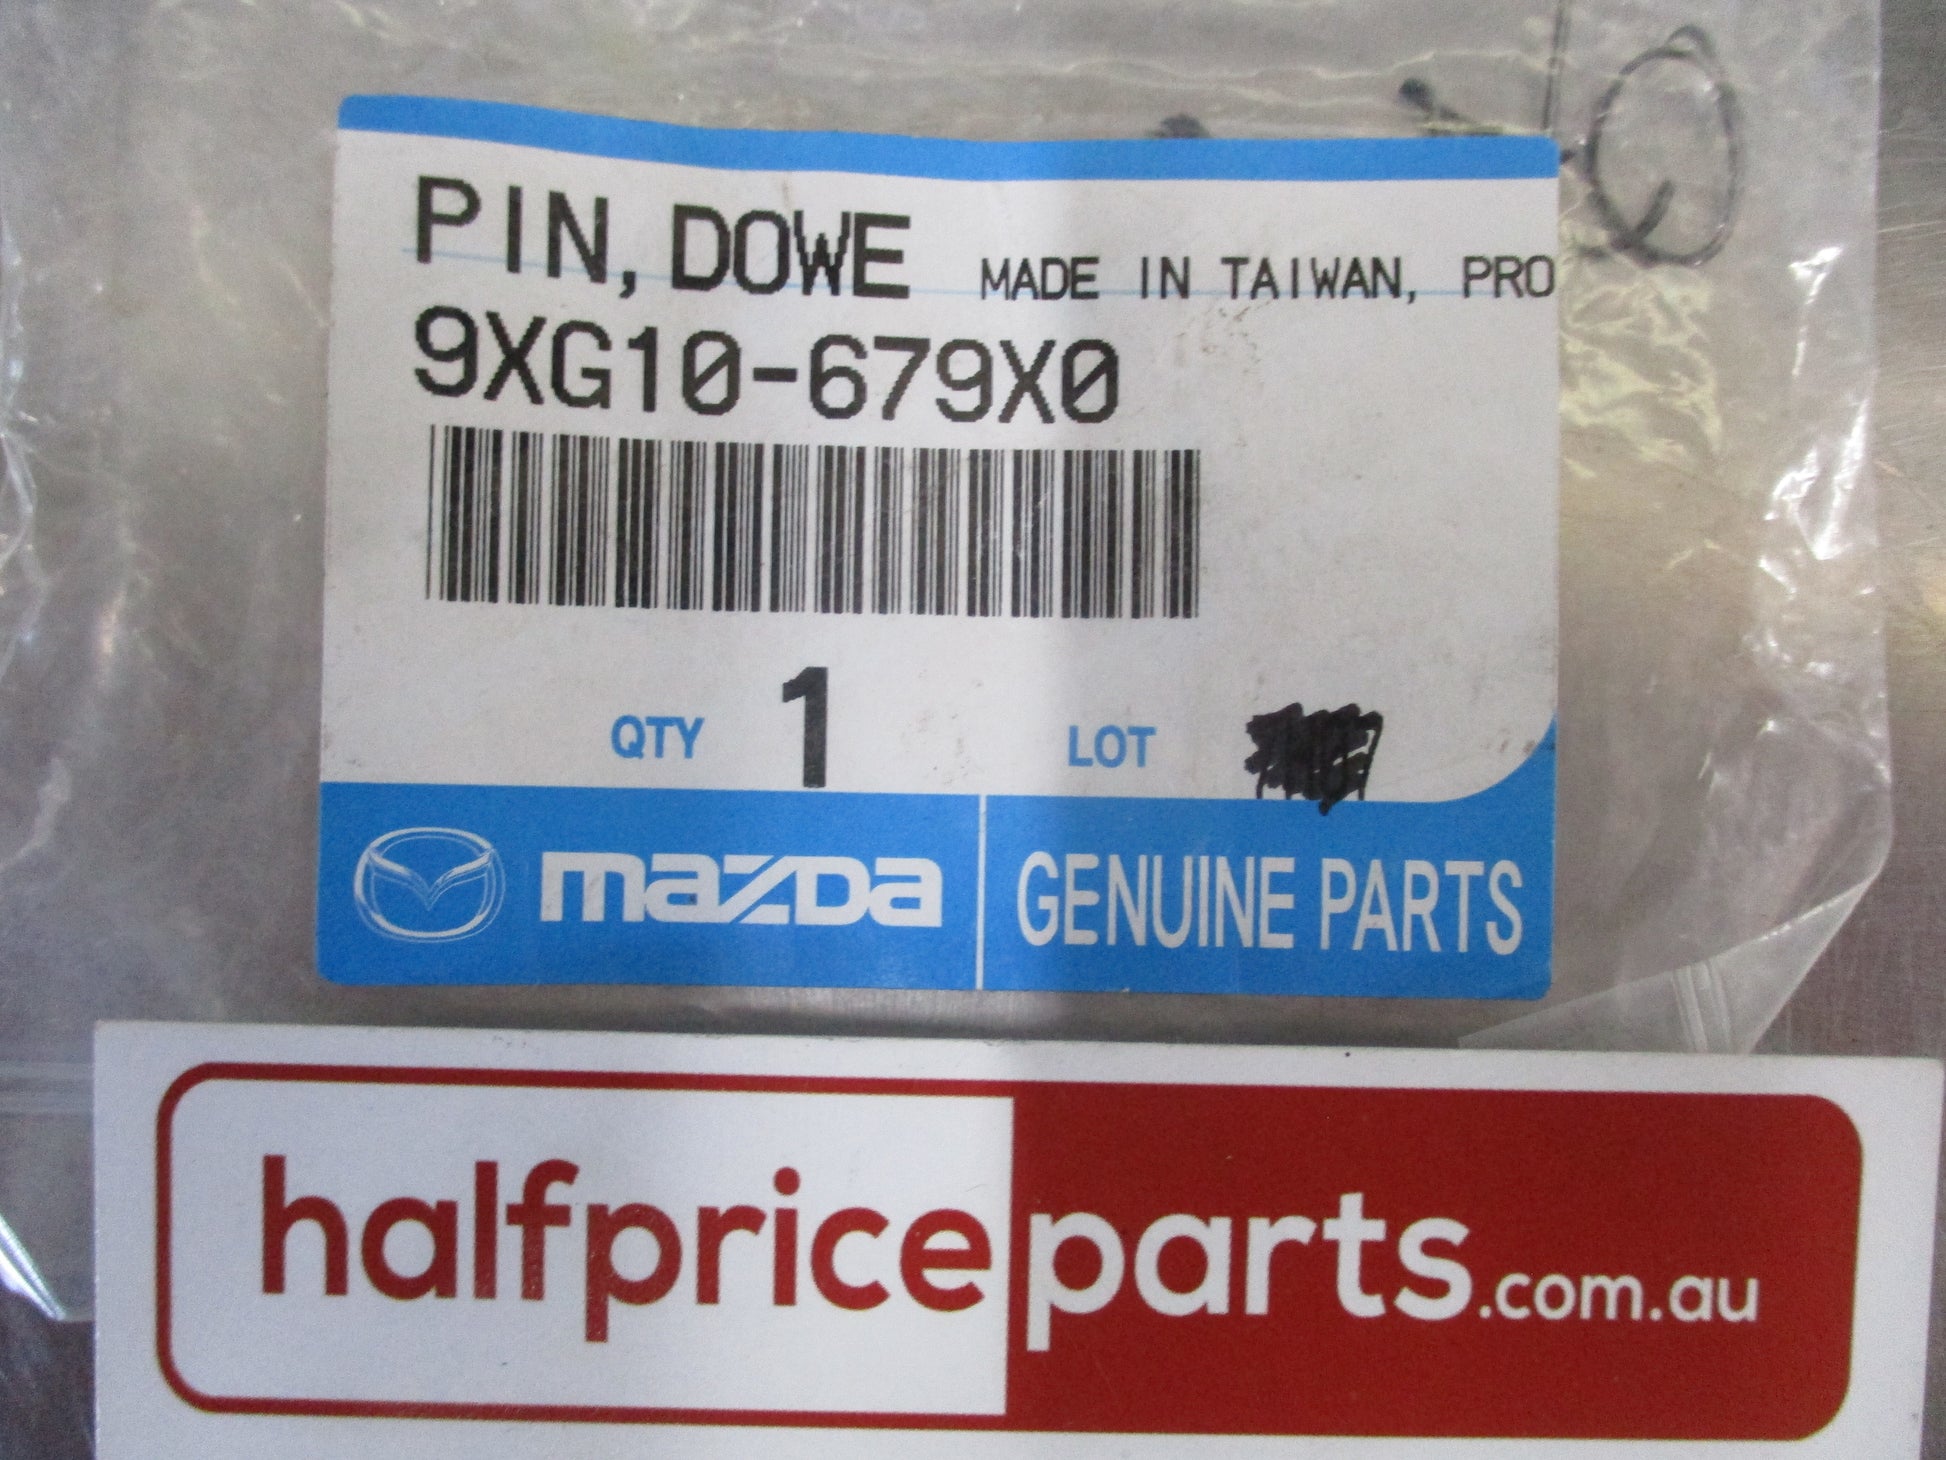 PIN, DOWE MADE IN TAIWAN, PRO
9XG10-679X0
QTY 1 LOT
mazda GENUINE PARTS
halfpriceparts.com.au